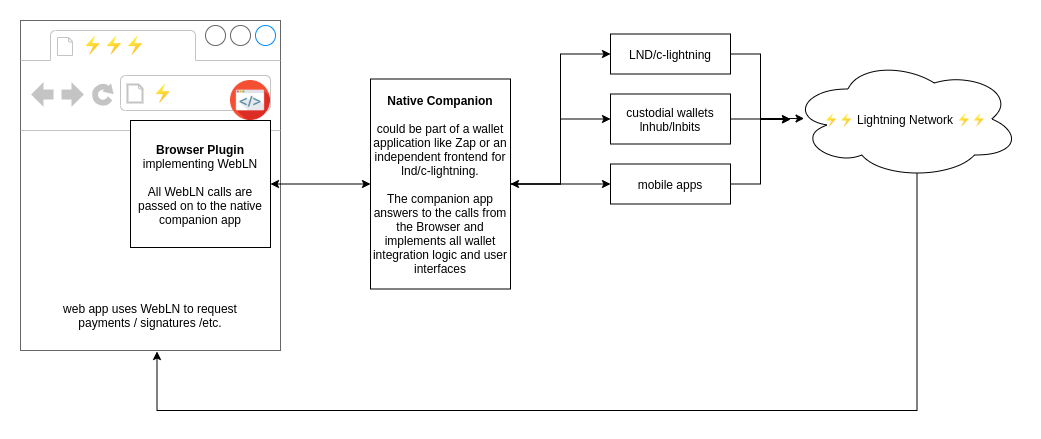 ⚡⚡⚡
⚡
</>
Browser Plugin
implementing WebLN
All WebLN calls are
passed on to the native
companion app
web app uses WebLN to request
payments / signatures /etc.
Native Companion
could be part of a wallet
application like Zap or an
independent frontend for
lnd/c-lightning.
The companion app
answers to the calls from
the Browser and
implements all wallet
integration logic and user
interfaces
LND/c-lightning
custodial wallets
lnhub/lnbits
mobile apps
⚡⚡ Lightning Network ⚡⚡